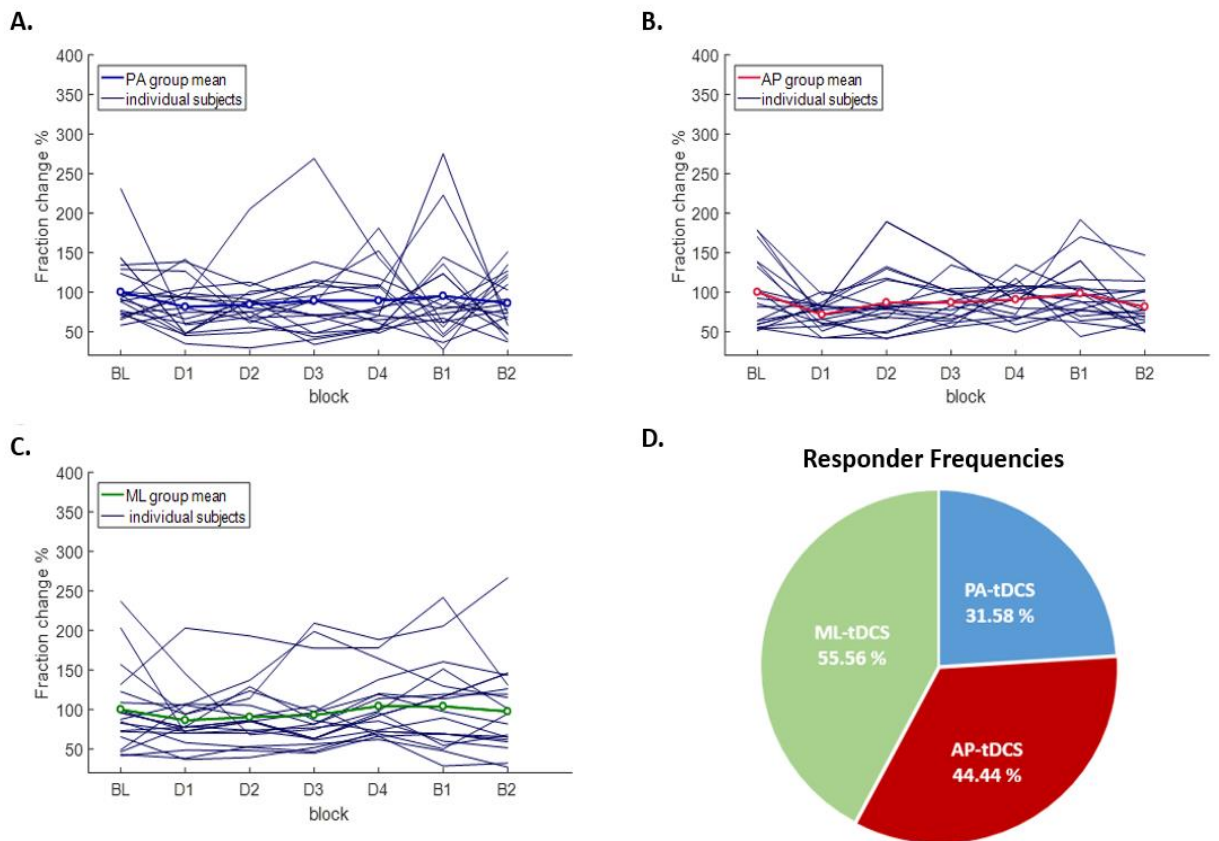 A.
400
350
300
250
200
150
100
50
Fraction change %
PA group mean
individual subjects
BL D1 D2 D3 D4 B1 B2
block
B.
400
350
300
250
200
150
100
50
Fraction change %
AP group mean
individual subjects
BL D1 D2 D3 D4 B1 B2
block
C.
400
350
300
250
200
150
100
50
Fraction change %
ML group mean
individual subjects
BL D1 D2 D3 D4 B1 B2
block
D.
Responder Frequencies
PA-tDCS
31.58 %
ML-tDCS
55.56 %
AP-tDCS
44.44 %